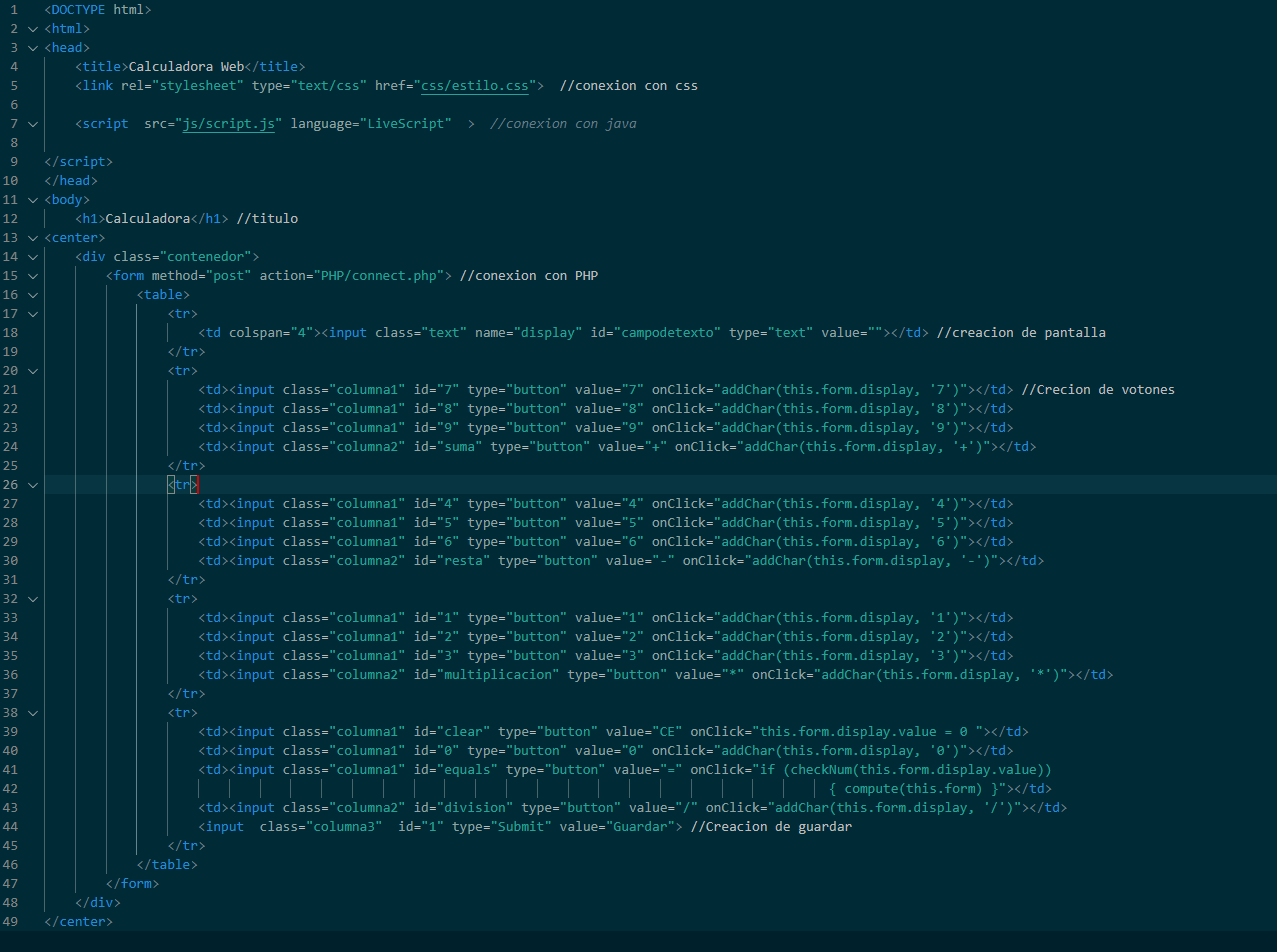 1 <DOCTYPE html>
2 <html>
3 <head>
4 <title>Calculadora Web</title>
5 <link rel="stylesheet" type="text/css" href="css/estilo.css"> //conexion con css
6
7 <script src="js/script.js" language="LiveScript" > //conexion con java
8
9 </script>
10 </head>
11 <body>
12 <h1>Calculadora</h1> //titulo
13 <center>
14 <div class="contenedor">
15 <form method="post" action="PHP/connect.php"> //conexion con PHP
16 <table>
17 <tr>
18 <td colspan="4"><input class="text" name="display" id="campodetexto" type="text" value=""></td> //creacion de pantalla
19 </tr>
20 <tr>
21 <td><input class="columna1" id="7" type="button" value="7" onClick="addChar(this.form.display, '7')"></td> //Crecion de votones
22 <td><input class="columna1" id="8" type="button" value="8" onClick="addChar(this.form.display, '8')"></td>
23 <td><input class="columna1" id="9" type="button" value="9" onClick="addChar(this.form.display, '9')"></td>
24 <td><input class="columna2" id="suma" type="button" value="+" onClick="addChar(this.form.display, '+')"></td>
25 </tr>
26 <tr>
27 <td><input class="columna1" id="4" type="button" value="4" onClick="addChar(this.form.display, '4')"></td>
28 <td><input class="columna1" id="5" type="button" value="5" onClick="addChar(this.form.display, '5')"></td>
29 <td><input class="columna1" id="6" type="button" value="6" onClick="addChar(this.form.display, '6')"></td>
30 <td><input class="columna2" id="resta" type="button" value="-" onClick="addChar(this.form.display, '-')"></td>
31 </tr>
32 <tr>
33 <td><input class="columna1" id="1" type="button" value="1" onClick="addChar(this.form.display, '1')"></td>
34 <td><input class="columna1" id="2" type="button" value="2" onClick="addChar(this.form.display, '2')"></td>
35 <td><input class="columna1" id="3" type="button" value="3" onClick="addChar(this.form.display, '3')"></td>
36 <td><input class="columna2" id="multiplicacion" type="button" value="*" onClick="addChar(this.form.display, '*')"></td>
37 </tr>
38 <tr>
39 <td><input class="columna1" id="clear" type="button" value="CE" onClick="this.form.display.value = 0 "></td>
40 <td><input class="columna1" id="0" type="button" value="0" onClick="addChar(this.form.display, '0')"></td>
41 <td><input class="columna1" id="equals" type="button" value="=" onClick="if (checkNum(this.form.display.value))
42 { compute(this.form) }"></td>
43 <td><input class="columna2" id="division" type="button" value="/" onClick="addChar(this.form.display, '/')"></td>
44 <input class="columna3" id="1" type="Submit" value="Guardar"> //Creacion de guardar
45 </tr>
46 </table>
47 </form>
48 </div>
49 </center>